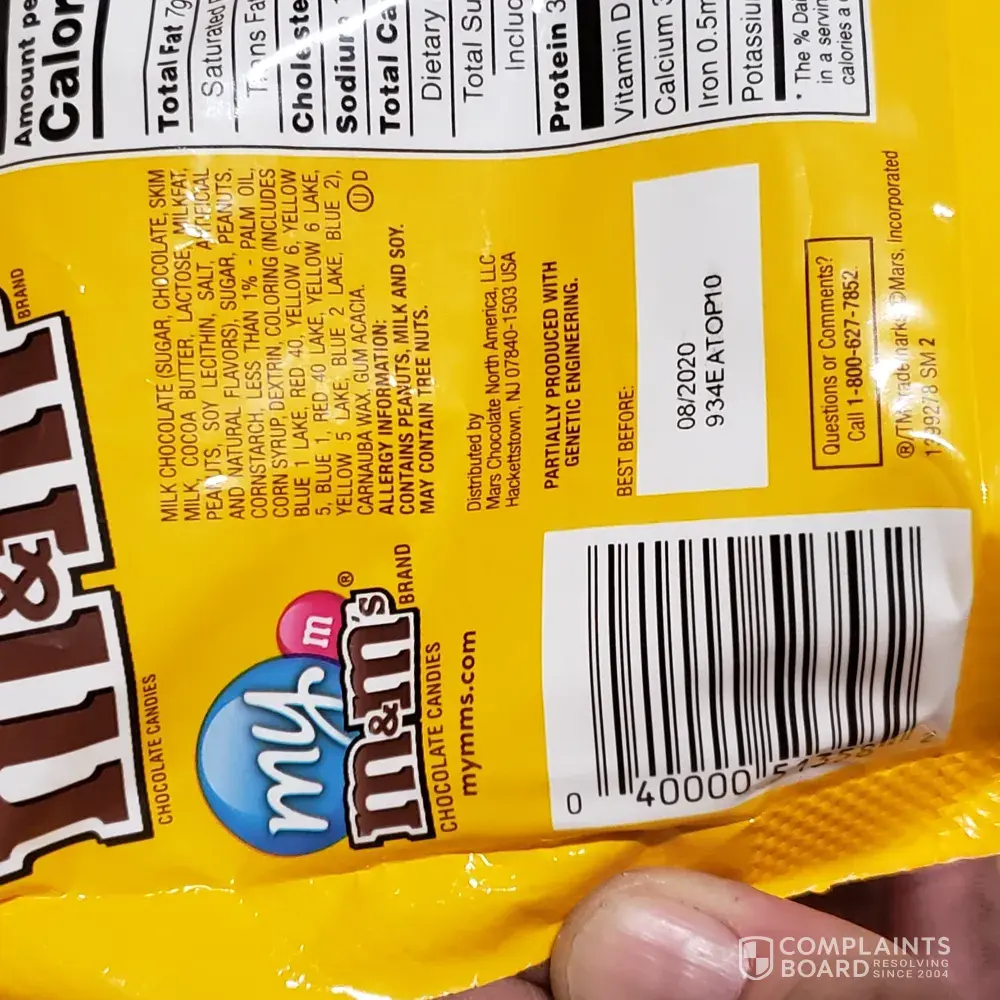 Amount pe
Calor
Total Fat 7g
Saturated F
Trans Fa
Choleste
Sodium
Total Ca
Dietary
Total Su
Includ
Protein 3
Vitamin D
Calcium
Iron 0.5m
Potassiu
* The % Dai
in a servin
calories a
BRAND
CHOCOLATE CANDIES
MILK CHOCOLATE (SUGAR, CHOCOLATE, SKIM
MILK, COCOA BUTTER, LACTOSE, MILKFAT,
PEANUTS, SOY LECITHIN, SALT, ARTIFICIAL
AND NATURAL FLAVORS), SUGAR, PEANUTS,
CORNSTARCH, LESS THAN 1% - PALM OIL,
CORN SYRUP, DEXTRIN, COLORING (INCLUDES
BLUE 1 LAKE, RED 40, YELLOW 6, YELLOW
5, BLUE 1, RED 40 LAKE, YELLOW 6 LAKE,
YELLOW 5 LAKE, BLUE 2 LAKE, BLUE 2),
CARNAUBA WAX, GUM ACACIA.
Ⓤ D
ALLERGY INFORMATION:
CONTAINS PEANUTS, MILK AND SOY.
MAY CONTAIN TREE NUTS.
my m
m&m's® BRAND
CHOCOLATE CANDIES
mymms.com
Distributed by
Mars Chocolate North America, LLC
Hackettstown, NJ 07840-1503 USA
PARTIALLY PRODUCED WITH
GENETIC ENGINEERING.
BEST BEFORE:
08/2020
934EATOP10
Questions or Comments?
Call 1-800-627-7852.
®/TM Trademarks ©Mars, Incorporated
SM 2
0 40000
COMPLAINTS
BOARD RESOLVING
SINCE 2004